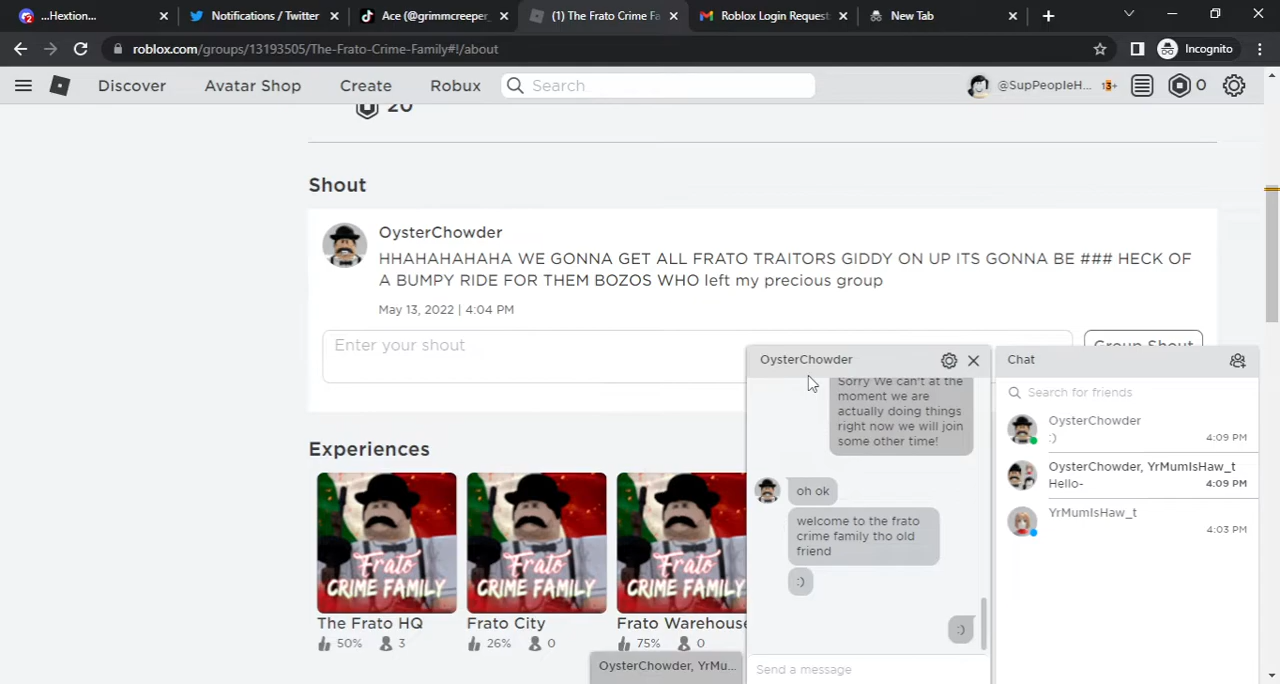 ...Hextion...
Notifications / Twitter
Ace (@grimmcreeper_
(1) The Frato Crime Fa
Roblox Login Request
New Tab
roblox.com/groups/13193505/The-Frato-Crime-Family#!/about
Incognito
Discover
Avatar Shop
Create
Robux
Search
@SupPeopleH...
13+
0
20
Shout
OysterChowder
HHAHAHAHAHA WE GONNA GET ALL FRATO TRAITORS GIDDY ON UP ITS GONNA BE ### HECK OF
A BUMPY RIDE FOR THEM BOZOS WHO left my precious group
May 13, 2022 | 4:04 PM
Enter your shout
Group Shout
Experiences
Frato
CRIME FAMILY
The Frato HQ
50%
3
Frato
CRIME FAMILY
Frato City
26%
0
Frato
CRIME FAMILY
Frato Warehouse
75%
0
OysterChowder, YrMu...
OysterChowder
Sorry We can't at the
moment we are
actually doing things
right now we will join
some other time!
oh ok
welcome to the frato
crime family tho old
friend
:)
:)
Send a message
Chat
Search for friends
OysterChowder
:)
4:09 PM
OysterChowder, YrMumIsHaw_t
Hello-
4:09 PM
YrMumIsHaw_t
4:03 PM